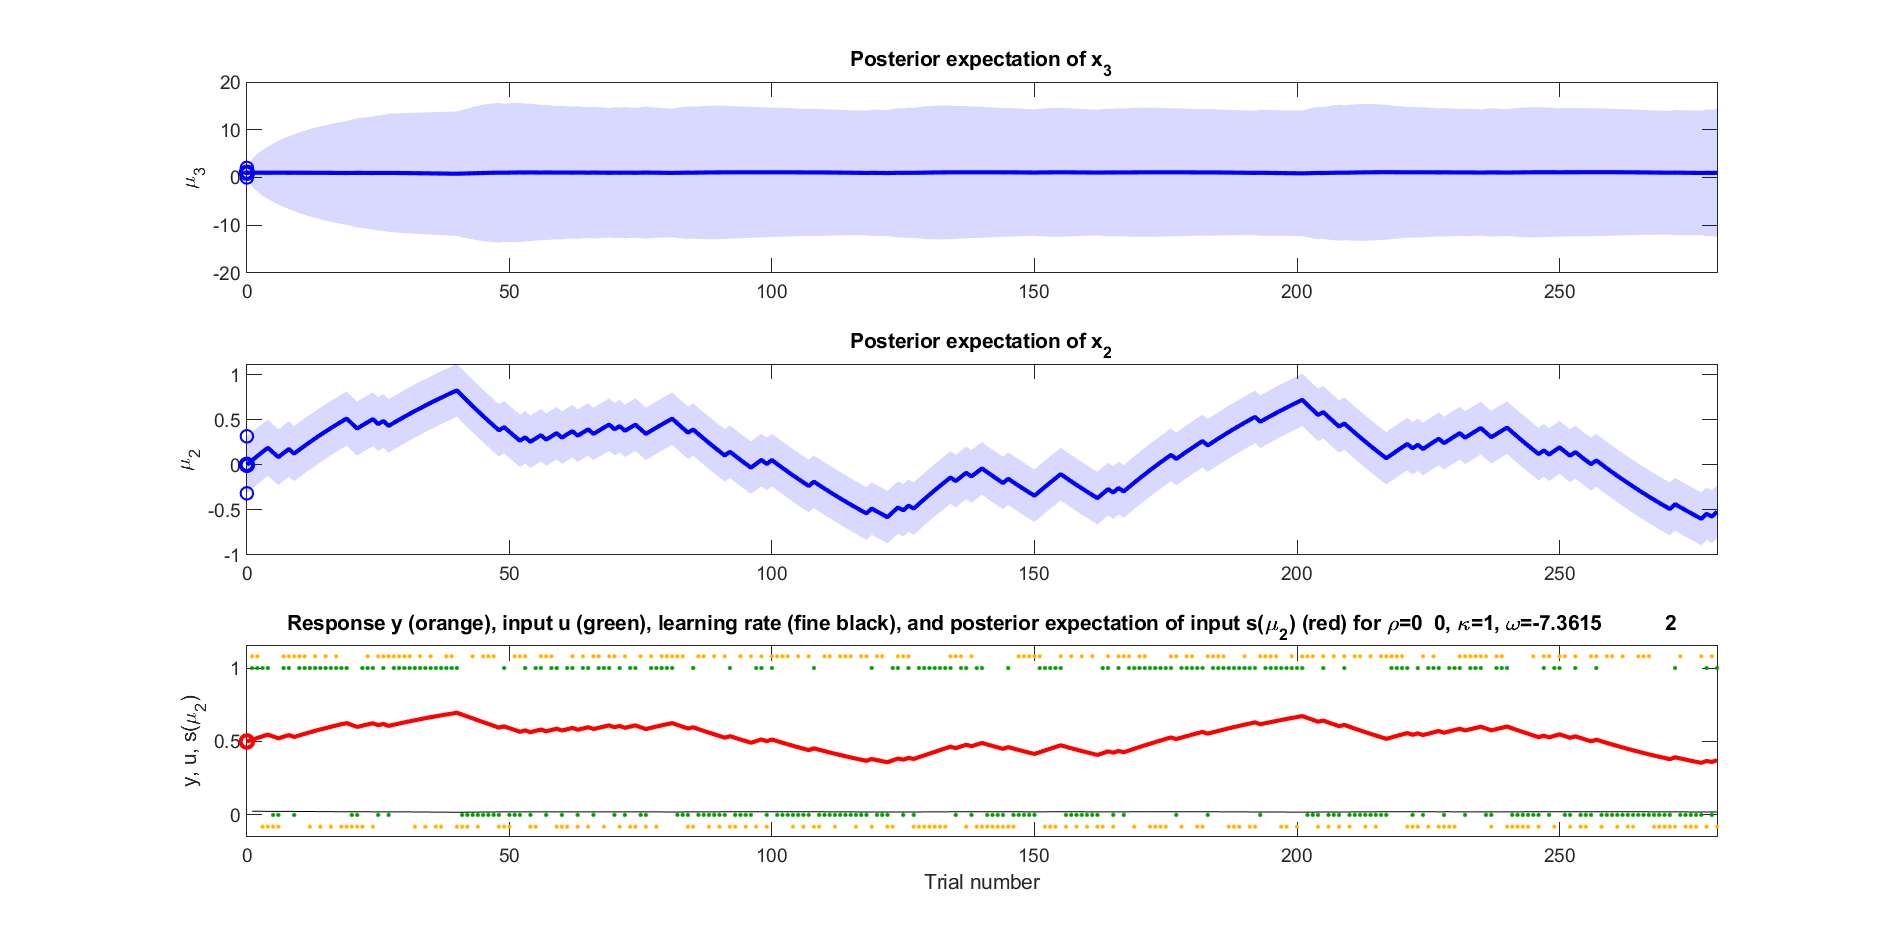 Posterior expectation of x3
20
10
0
-10
-20
μ3
0 50 100 150 200 250
Posterior expectation of x2
1
0.5
0
-0.5
-1
μ2
0 50 100 150 200 250
Response y (orange), input u (green), learning rate (fine black), and posterior expectation of input s(μ2) (red) for ρ=0 0, κ=1, ω=-7.3615 2
1
0.5
0
y, u, s(μ2)
0 50 100 150 200 250
Trial number